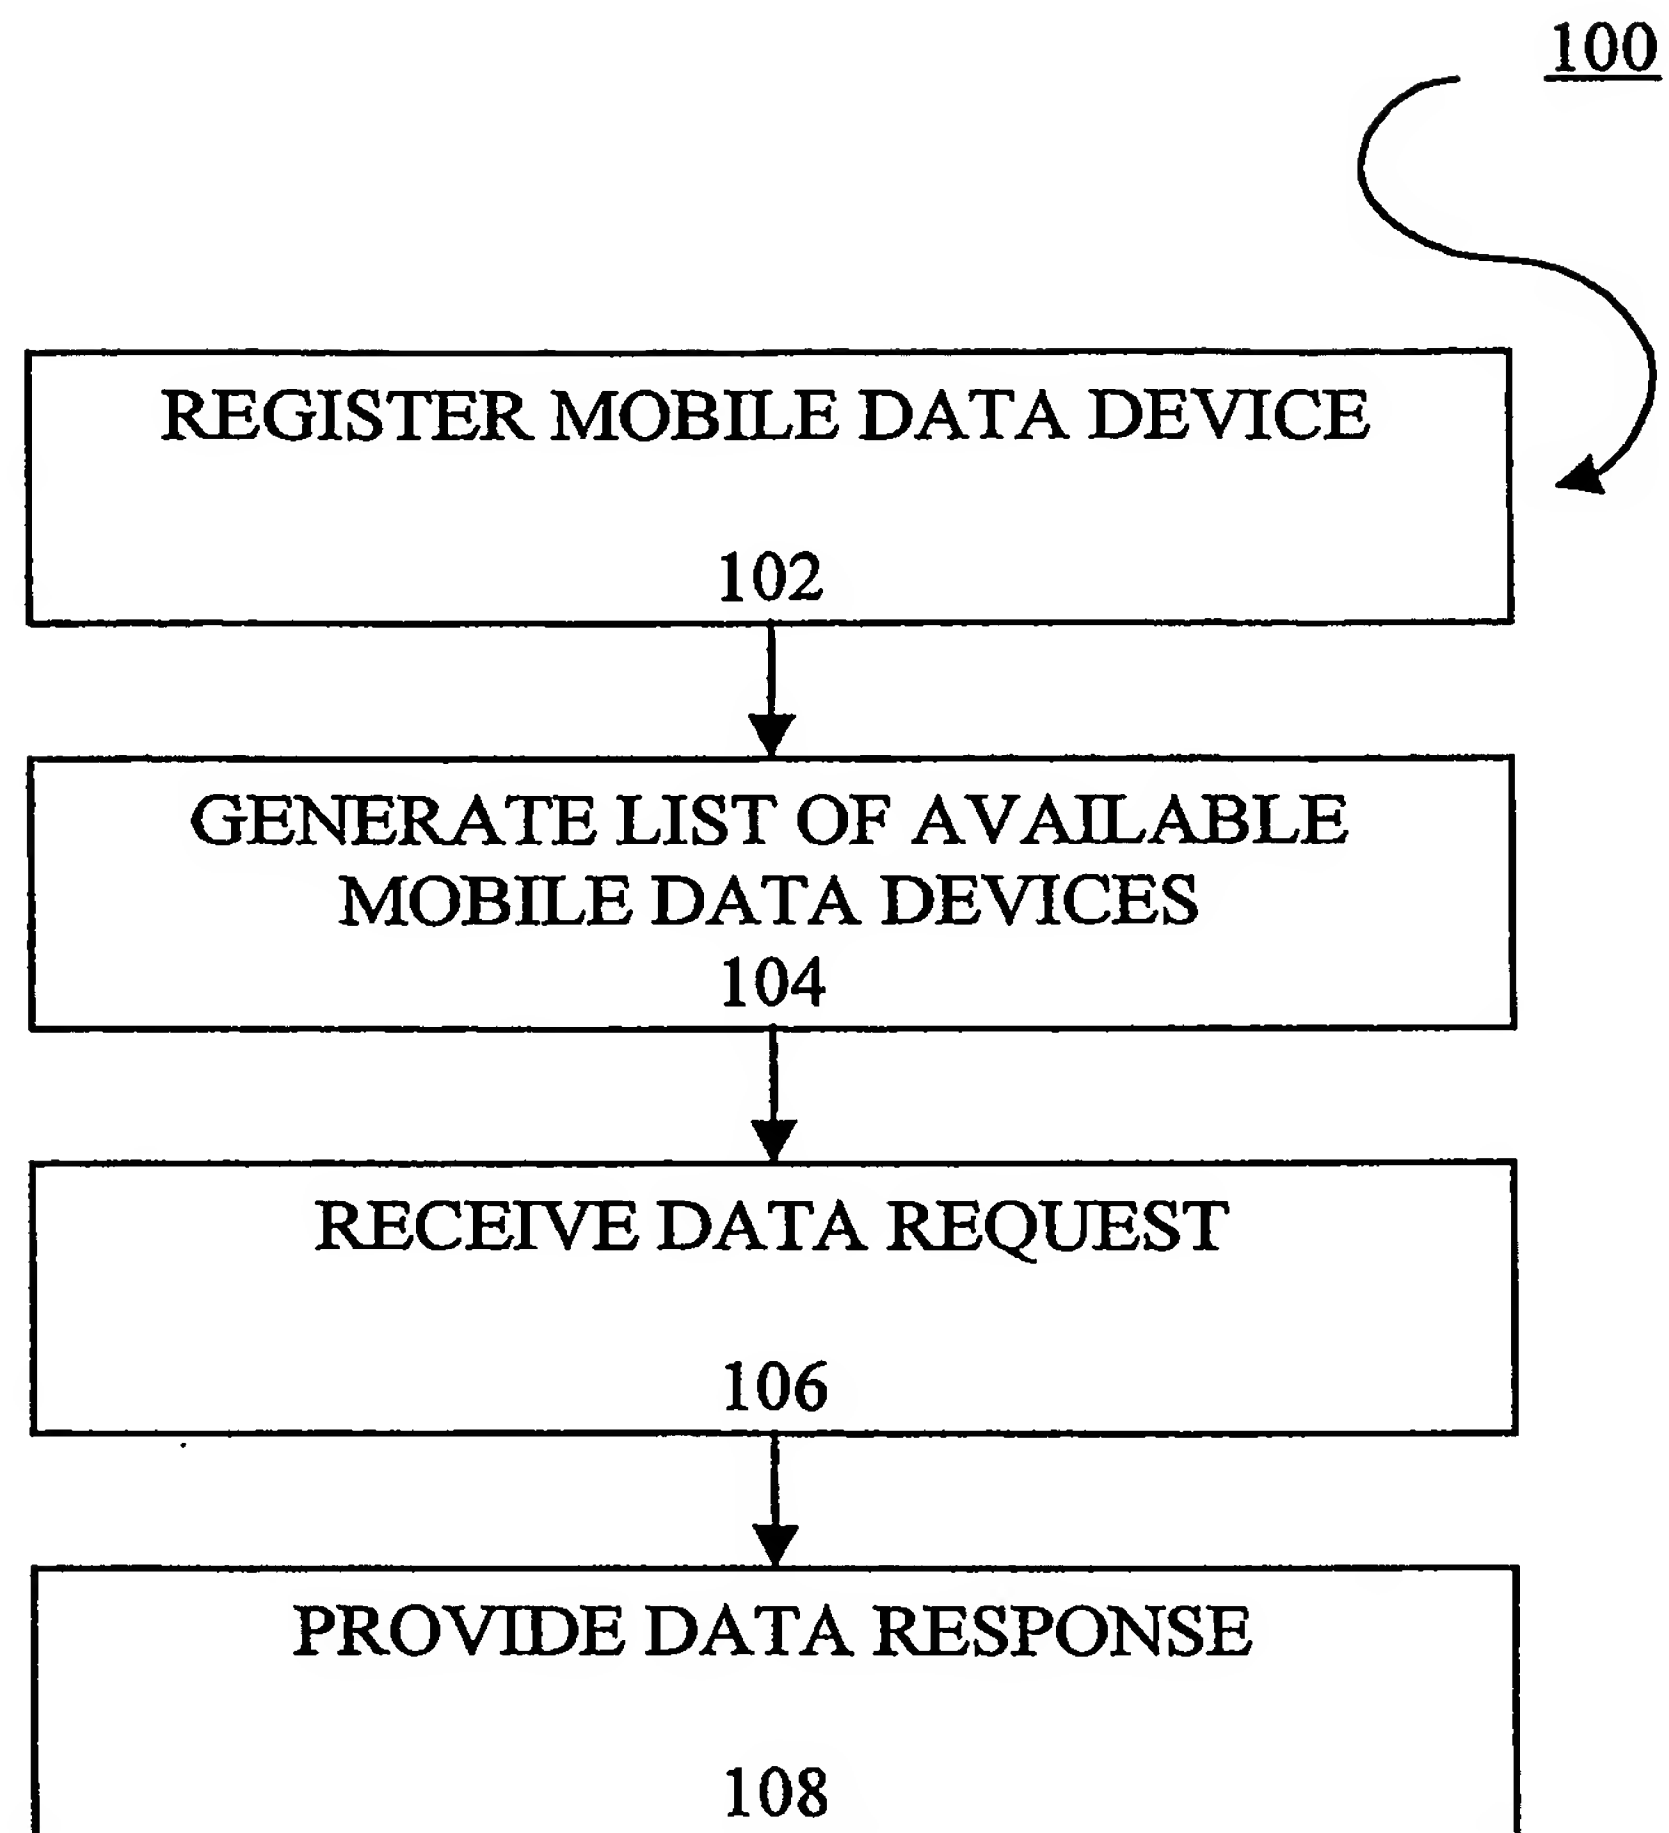 100
REGISTER MOBILE DATA DEVICE
102
GENERATE LIST OF AVAILABLE
MOBILE DATA DEVICES
104
RECEIVE DATA REQUEST
106
PROVIDE DATA RESPONSE
108